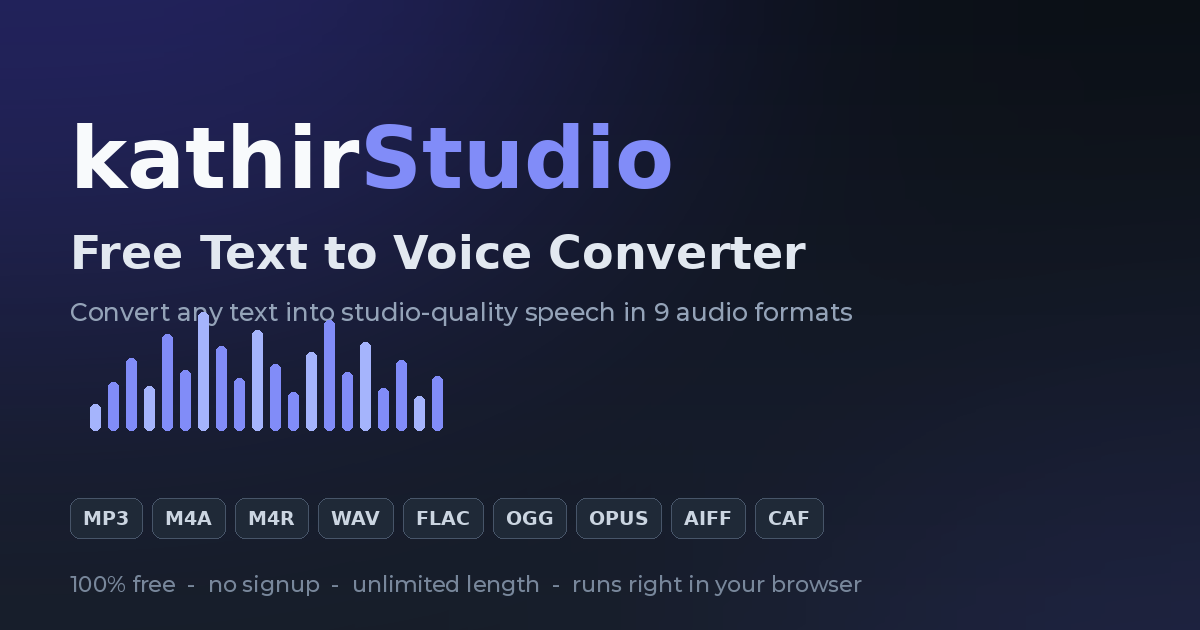 kathirStudio
Free Text to Voice Converter
Convert any text into studio-quality speech in 9 audio formats
MP3 M4A M4R WAV FLAC OGG OPUS AIFF CAF
100% free - no signup - unlimited length - runs right in your browser